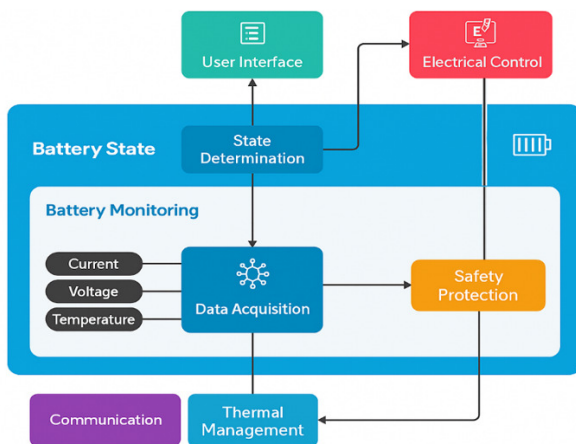 User Interface
E
Electrical Control
Battery State
State
Determination
Battery Monitoring
Current
Voltage
Temperature
Data Acquisition
Safety
Protection
Communication
Thermal
Management